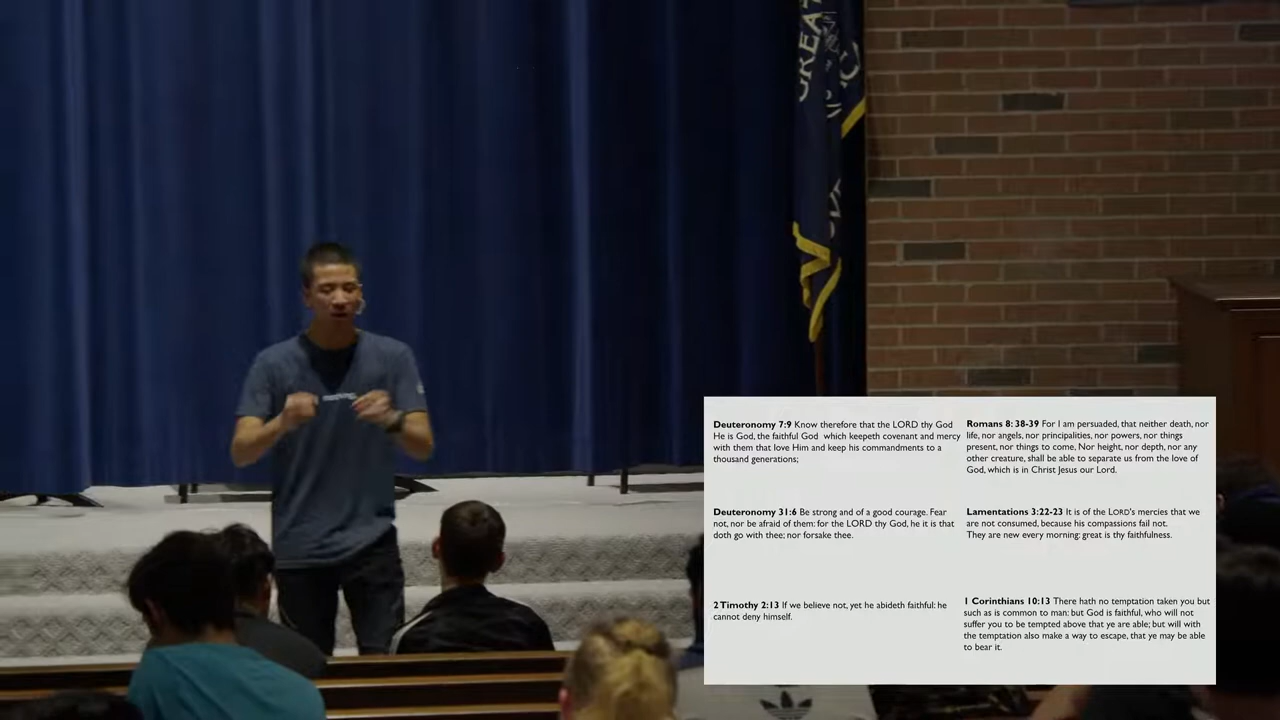 GREAT
Deuteronomy 7:9 Know therefore that the LORD thy God
He is God, the faithful God which keepeth covenant and mercy
with them that love Him and keep his commandments to a
thousand generations;
Deuteronomy 31:6 Be strong and of a good courage. Fear
not, nor be afraid of them: for the LORD thy God, he it is that
doth go with thee; nor forsake thee.
2 Timothy 2:13 If we believe not, yet he abideth faithful: he
cannot deny himself.
Romans 8: 38-39 For I am persuaded, that neither death, nor
life, nor angels, nor principalities, nor powers, nor things
present, nor things to come, Nor height, nor depth, nor any
other creature, shall be able to separate us from the love of
God, which is in Christ Jesus our Lord.
Lamentations 3:22-23 It is of the LORD's mercies that we
are not consumed, because his compassions fail not.
They are new every morning: great is thy faithfulness.
1 Corinthians 10:13 There hath no temptation taken you but
such as is common to man: but God is faithful, who will not
suffer you to be tempted above that ye are able; but will with
the temptation also make a way to escape, that ye may be able
to bear it.